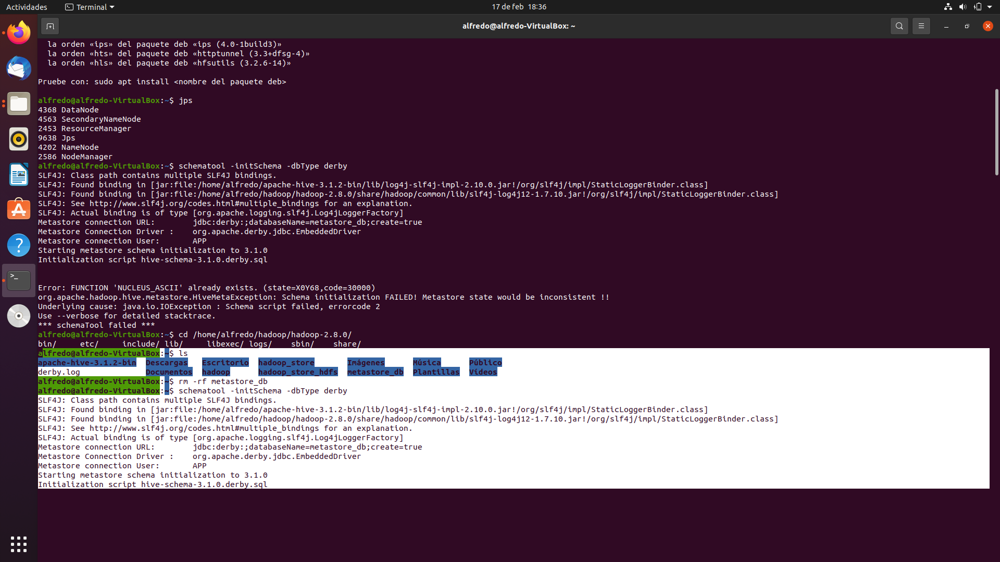 Actividades
Terminal
17 de feb 18:36
alfredo@alfredo-VirtualBox: ~
la orden «ips» del paquete deb «ips (4.0-1build3)»
la orden «hts» del paquete deb «httptunnel (3.3+dfsg-4)»
la orden «hls» del paquete deb «hfsutils (3.2.6-14)»
Pruebe con: sudo apt install <nombre del paquete deb>
alfredo@alfredo-VirtualBox:~$ jps
4368 DataNode
4563 SecondaryNameNode
2453 ResourceManager
9638 Jps
4202 NameNode
2586 NodeManager
alfredo@alfredo-VirtualBox:~$ schematool -initSchema -dbType derby
SLF4J: Class path contains multiple SLF4J bindings.
SLF4J: Found binding in [jar:file:/home/alfredo/apache-hive-3.1.2-bin/lib/log4j-slf4j-impl-2.10.0.jar!/org/slf4j/impl/StaticLoggerBinder.class]
SLF4J: Found binding in [jar:file:/home/alfredo/hadoop/hadoop-2.8.0/share/hadoop/common/lib/slf4j-log4j12-1.7.10.jar!/org/slf4j/impl/StaticLoggerBinder.class]
SLF4J: See http://www.slf4j.org/codes.html#multiple_bindings for an explanation.
SLF4J: Actual binding is of type [org.apache.logging.slf4j.Log4jLoggerFactory]
Metastore connection URL: jdbc:derby:;databaseName=metastore_db;create=true
Metastore Connection Driver : org.apache.derby.jdbc.EmbeddedDriver
Metastore connection User: APP
Starting metastore schema initialization to 3.1.0
Initialization script hive-schema-3.1.0.derby.sql
Error: FUNCTION 'NUCLEUS_ASCII' already exists. (state=X0Y68,code=30000)
org.apache.hadoop.hive.metastore.HiveMetaException: Schema initialization FAILED! Metastore state would be inconsistent !!
Underlying cause: java.io.IOException : Schema script failed, errorcode 2
Use --verbose for detailed stacktrace.
*** schemaTool failed ***
alfredo@alfredo-VirtualBox:~$ cd /home/alfredo/hadoop/hadoop-2.8.0/
bin/ etc/ include/ lib/ libexec/ logs/ sbin/ share/
alfredo@alfredo-VirtualBox:~$ ls
apache-hive-3.1.2-bin Descargas Escritorio hadoop_store Imágenes Música Público
derby.log Documentos hadoop hadoop_store_hdfs metastore_db Plantillas Vídeos
alfredo@alfredo-VirtualBox:~$ rm -rf metastore_db
alfredo@alfredo-VirtualBox:~$ schematool -initSchema -dbType derby
SLF4J: Class path contains multiple SLF4J bindings.
SLF4J: Found binding in [jar:file:/home/alfredo/apache-hive-3.1.2-bin/lib/log4j-slf4j-impl-2.10.0.jar!/org/slf4j/impl/StaticLoggerBinder.class]
SLF4J: Found binding in [jar:file:/home/alfredo/hadoop/hadoop-2.8.0/share/hadoop/common/lib/slf4j-log4j12-1.7.10.jar!/org/slf4j/impl/StaticLoggerBinder.class]
SLF4J: See http://www.slf4j.org/codes.html#multiple_bindings for an explanation.
SLF4J: Actual binding is of type [org.apache.logging.slf4j.Log4jLoggerFactory]
Metastore connection URL: jdbc:derby:;databaseName=metastore_db;create=true
Metastore Connection Driver : org.apache.derby.jdbc.EmbeddedDriver
Metastore connection User: APP
Starting metastore schema initialization to 3.1.0
Initialization script hive-schema-3.1.0.derby.sql